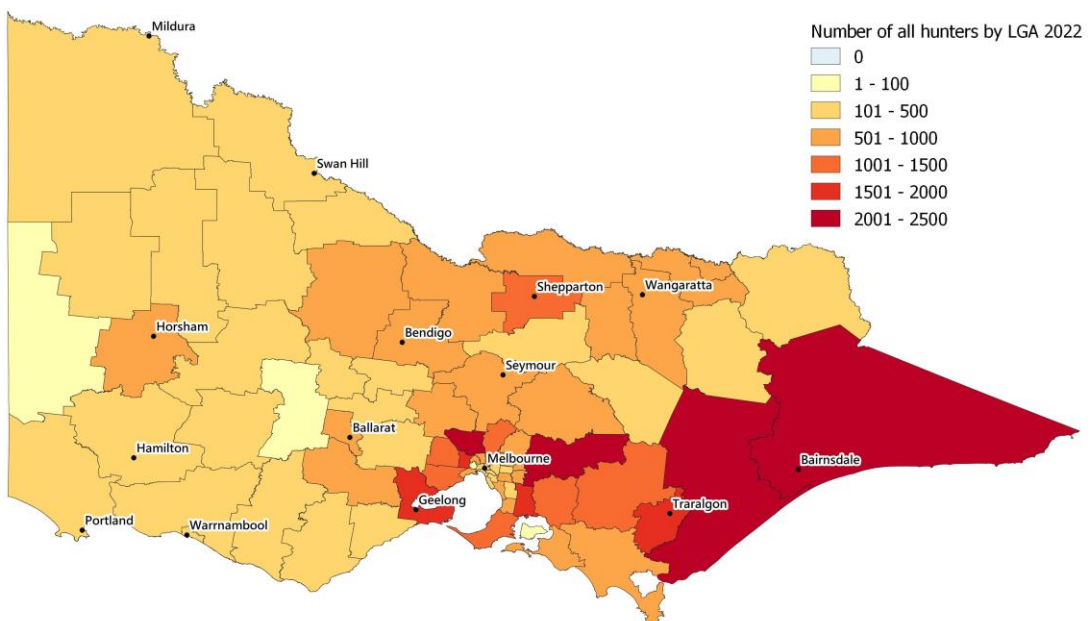 Number of all hunters by LGA 2022
0
1 - 100
101 - 500
501 - 1000
1001 - 1500
1501 - 2000
2001 - 2500
Mildura
Swan Hill
Shepparton
Wangaratta
Horsham
Bendigo
Seymour
Ballarat
Hamilton
Melbourne
Bairnsdale
Geelong
Traralgon
Portland
Warrnambool